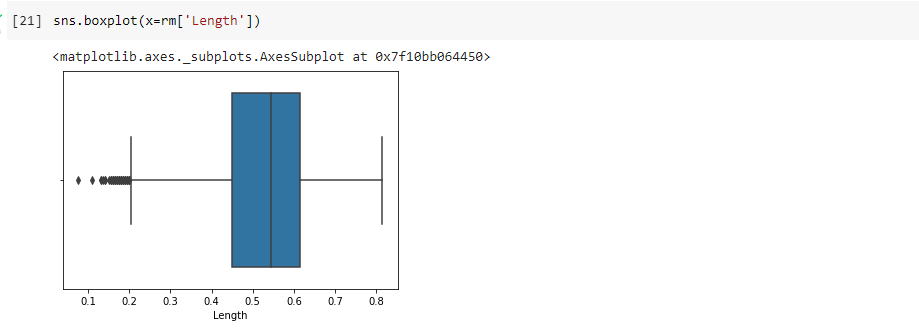 [21] sns.boxplot(x=rm['Length'])
<matplotlib.axes._subplots.AxesSubplot at 0x7f10bb064450>
0.1 0.2 0.3 0.4 0.5 0.6 0.7 0.8
Length